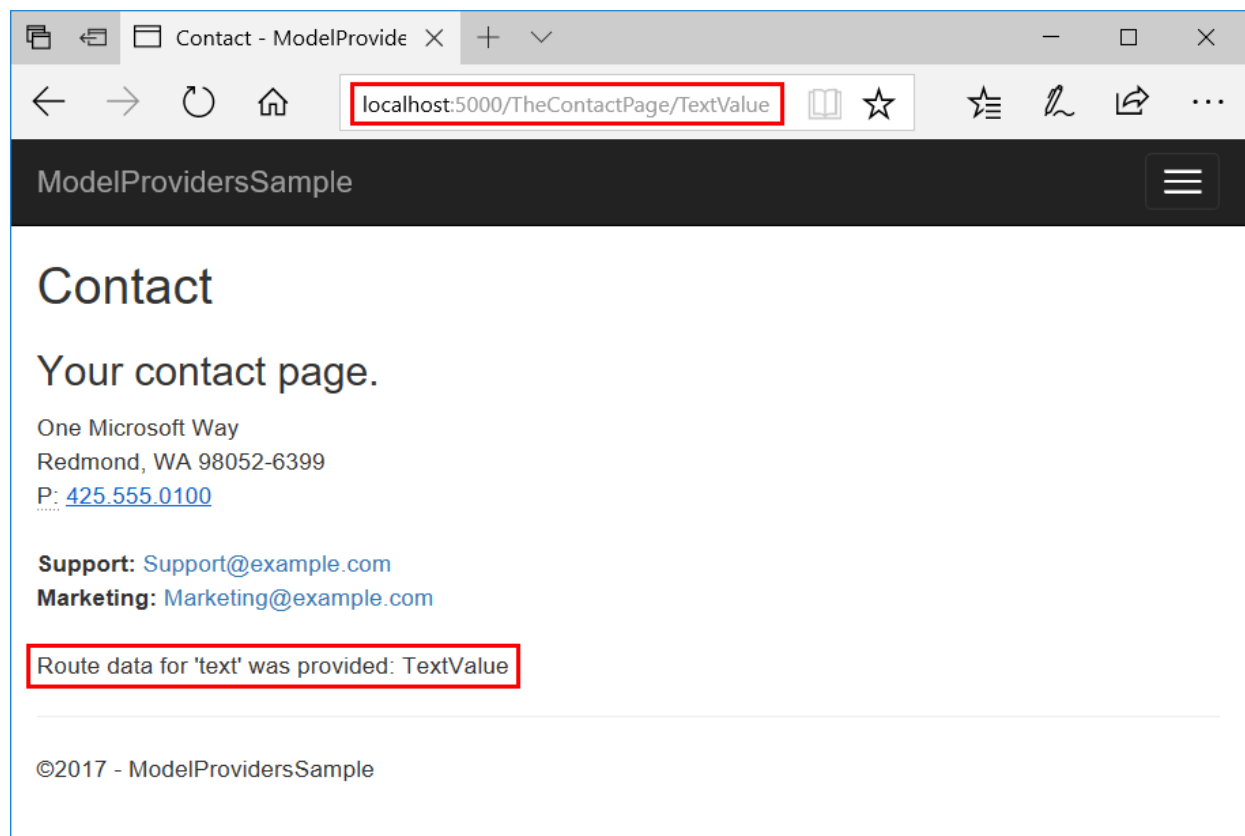 Contact - ModelProvide
localhost:5000/TheContactPage/TextValue
ModelProvidersSample
Contact
Your contact page.
One Microsoft Way
Redmond, WA 98052-6399
P: 425.555.0100
Support: Support@example.com
Marketing: Marketing@example.com
Route data for 'text' was provided: TextValue
©2017 - ModelProvidersSample